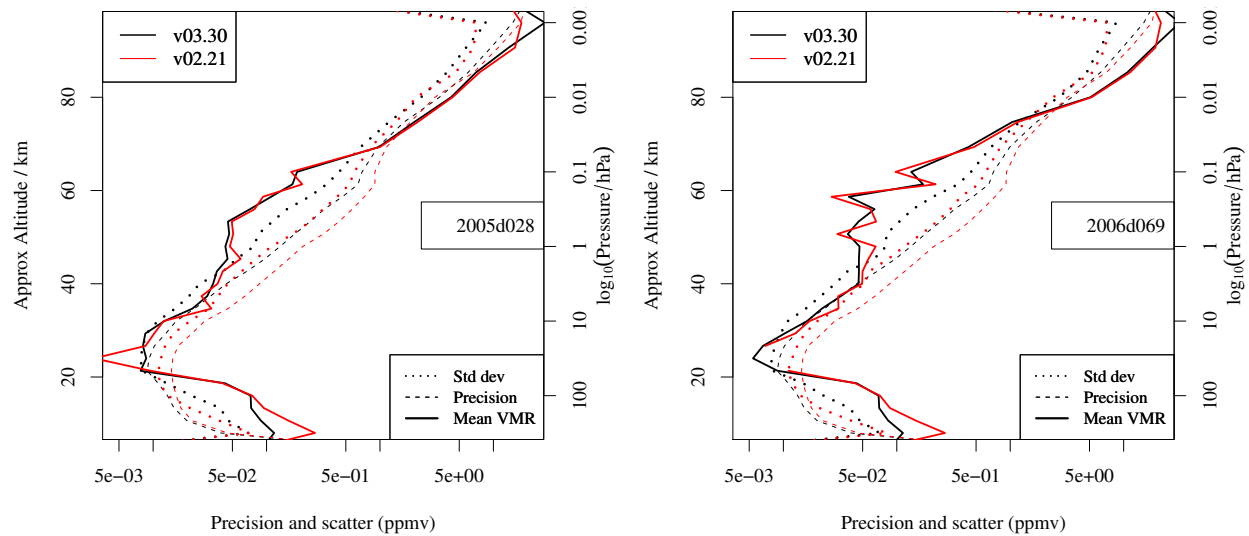 v03.30
v02.21
80
60
40
20
Approx Altitude / km
0.00
0.01
0.1
1
10
100
log10(Pressure/hPa)
2005d028
Std dev
Precision
Mean VMR
5e−03
5e−02
5e−01
5e+00
Precision and scatter (ppmv)
v03.30
v02.21
80
60
40
20
Approx Altitude / km
0.00
0.01
0.1
1
10
100
log10(Pressure/hPa)
2006d069
Std dev
Precision
Mean VMR
5e−03
5e−02
5e−01
5e+00
Precision and scatter (ppmv)